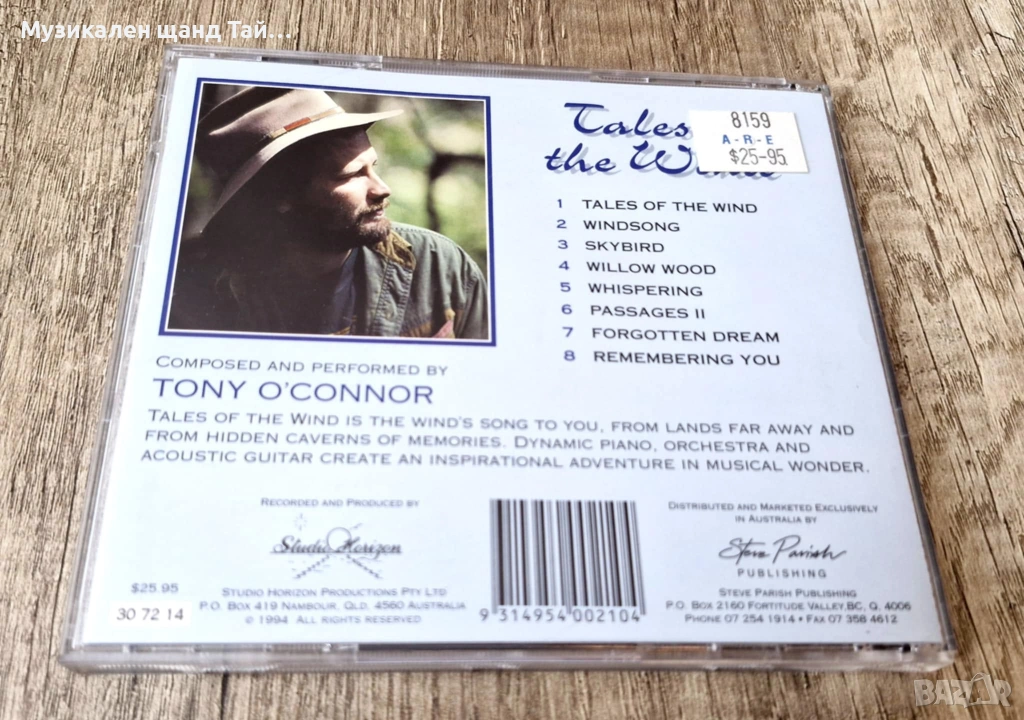 Музикален щанд Тай...
Tales
the
8159
A-R-E
$25-95
1 TALES OF THE WIND
2 WINDSONG
3 SKYBIRD
4 WILLOW WOOD
5 WHISPERING
6 PASSAGES II
7 FORGOTTEN DREAM
8 REMEMBERING YOU
COMPOSED AND PERFORMED BY
TONY O'CONNOR
TALES OF THE WIND IS THE WIND'S SONG TO YOU, FROM LANDS FAR AWAY AND
FROM HIDDEN CAVERNS OF MEMORIES. DYNAMIC PIANO, ORCHESTRA AND
ACOUSTIC GUITAR CREATE AN INSPIRATIONAL ADVENTURE IN MUSICAL WONDER.
RECORDED AND PRODUCED BY
Studio Horizon
$25.95
STUDIO HORIZON PRODUCTIONS PTY LTD
P.O. BOX 419 NAMBOUR, QLD. 4560 AUSTRALIA
© 1994 ALL RIGHTS RESERVED
30 72 14
9 314954 002104
DISTRIBUTED AND MARKETED EXCLUSIVELY
IN AUSTRALIA BY
Steve Parish
PUBLISHING
STEVE PARISH PUBLISHING
P.O. BOX 2160 FORTITUDE VALLEY, BC, Q. 4006
PHONE 07 254 1914 • FAX 07 358 4612
BAZAR